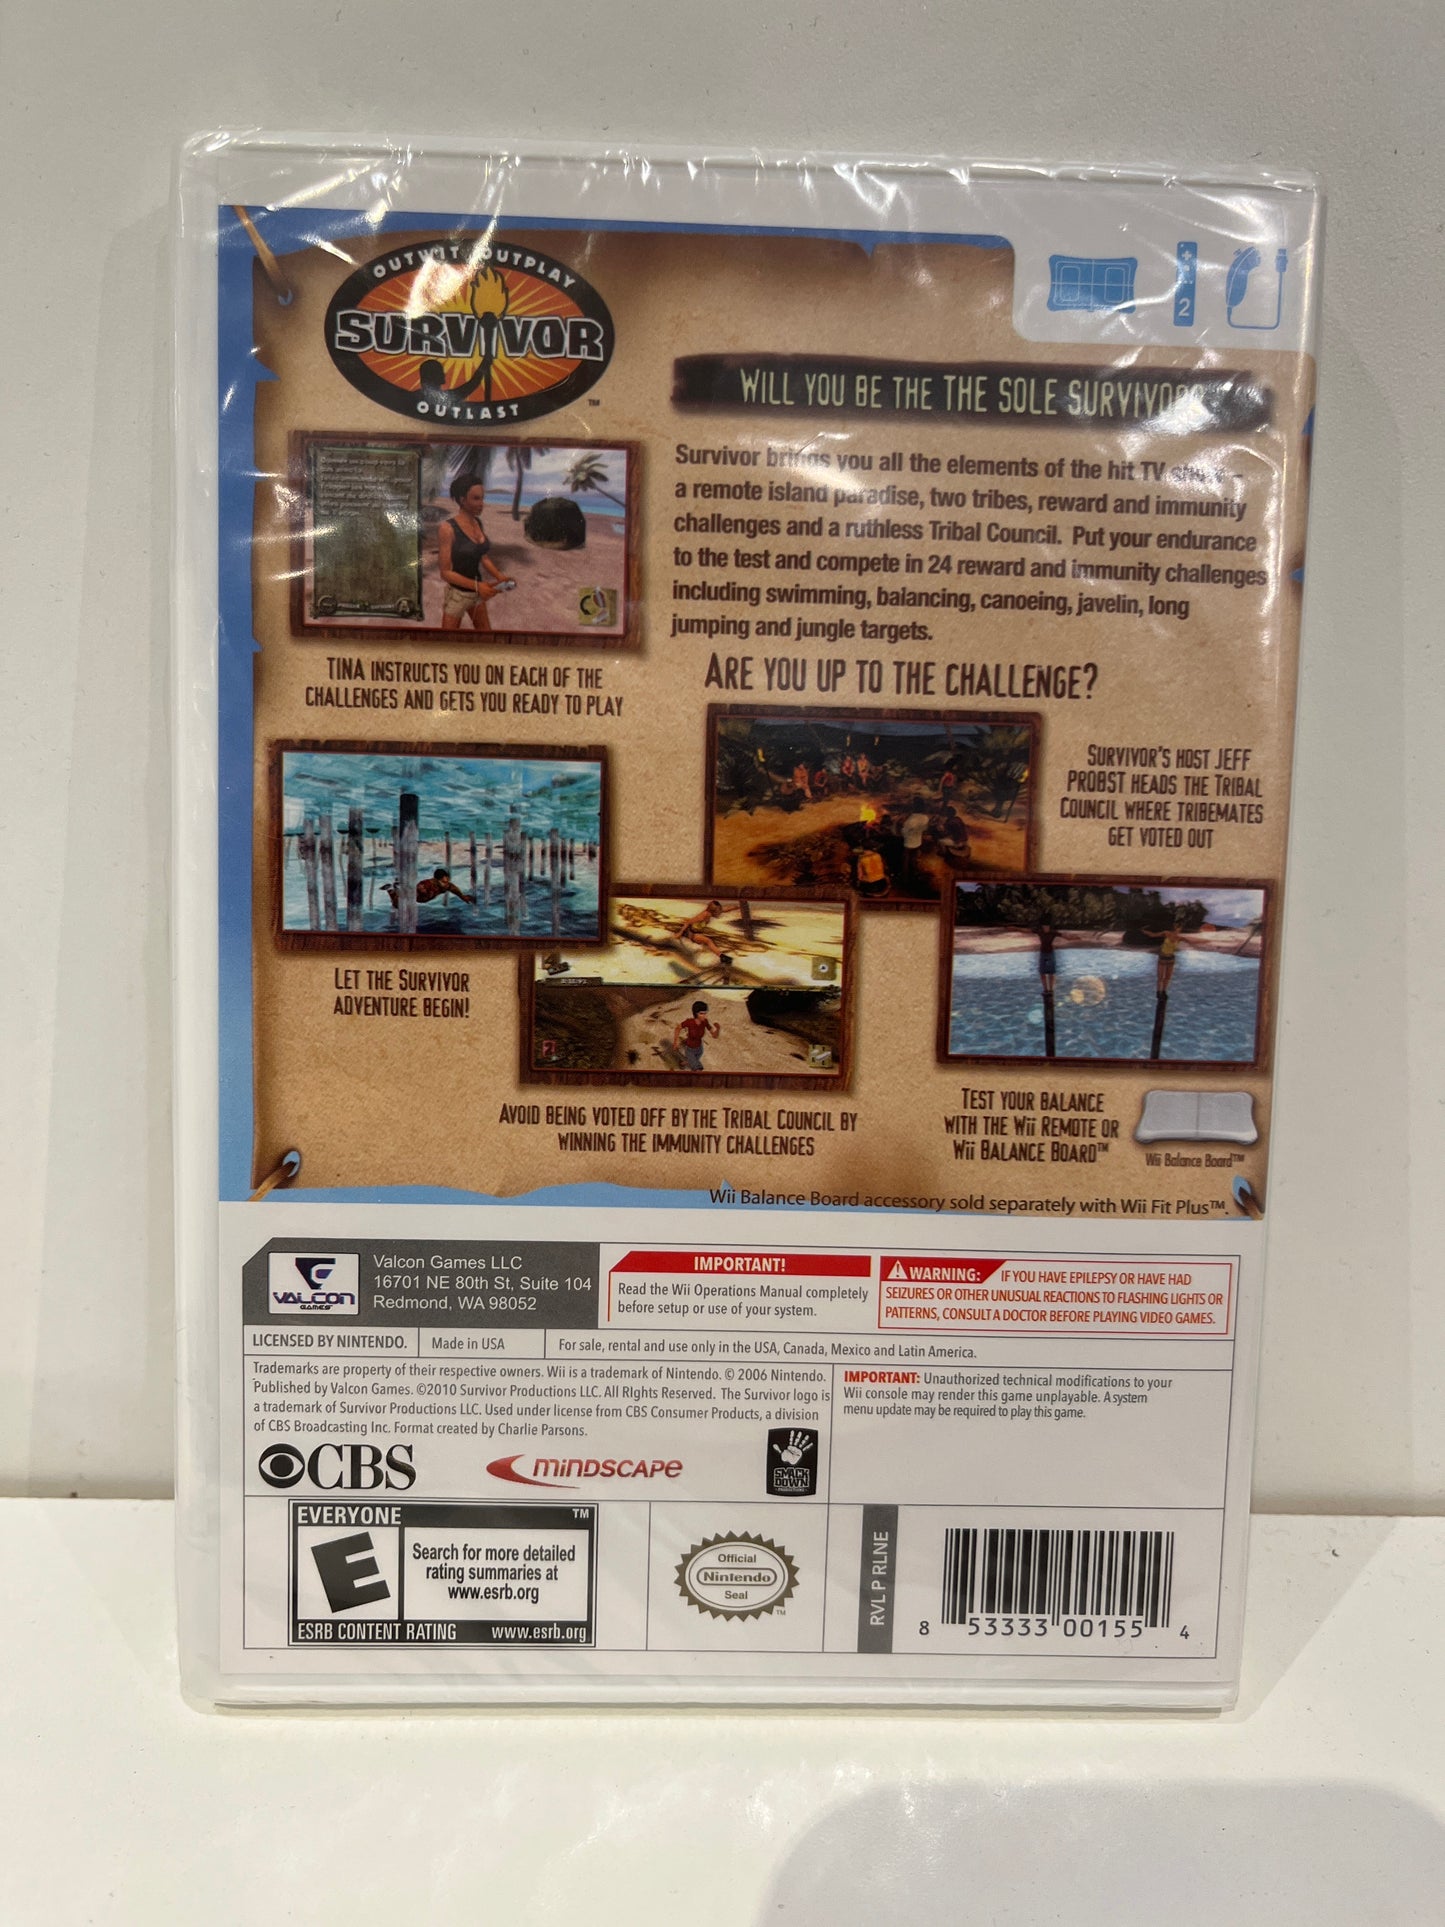 OUTWIT OUTPLAY
SURVIVOR
OUTLAST
TM
2
WILL YOU BE THE THE SOLE SURVIVOR
Survivor brings you all the elements of the hit TV –
a remote island paradise, two tribes, reward and immunity
challenges and a ruthless Tribal Council. Put your endurance
to the test and compete in 24 reward and immunity challenges
including swimming, balancing, canoeing, javelin, long
jumping and jungle targets.
ARE YOU UP TO THE CHALLENGE?
TINA INSTRUCTS YOU ON EACH OF THE
CHALLENGES AND GETS YOU READY TO PLAY
SURVIVOR'S HOST JEFF
PROBST HEADS THE TRIBAL
COUNCIL WHERE TRIBEMATES
GET VOTED OUT
LET THE SURVIVOR
ADVENTURE BEGIN!
AVOID BEING VOTED OFF BY THE TRIBAL COUNCIL BY
WINNING THE IMMUNITY CHALLENGES
TEST YOUR BALANCE
WITH THE Wii REMOTE OR
Wii BALANCE BOARD™
Wii Balance Board™
Wii Balance Board accessory sold separately with Wii Fit Plus™.
VALCON
GAMES
Valcon Games LLC
16701 NE 80th St, Suite 104
Redmond, WA 98052
IMPORTANT!
Read the Wii Operations Manual completely
before setup or use of your system.
WARNING: IF YOU HAVE EPILEPSY OR HAVE HAD
SEIZURES OR OTHER UNUSUAL REACTIONS TO FLASHING LIGHTS OR
PATTERNS, CONSULT A DOCTOR BEFORE PLAYING VIDEO GAMES.
LICENSED BY NINTENDO.
Made in USA
For sale, rental and use only in the USA, Canada, Mexico and Latin America.
Trademarks are property of their respective owners. Wii is a trademark of Nintendo. © 2006 Nintendo.
Published by Valcon Games. ©2010 Survivor Productions LLC. All RIghts Reserved. The Survivor logo is
a trademark of Survivor Productions LLC. Used under license from CBS Consumer Products, a division
of CBS Broadcasting Inc. Format created by Charlie Parsons.
IMPORTANT: Unauthorized technical modifications to your
Wii console may render this game unplayable. A system
menu update may be required to play this game.
CBS
mINDSCAPE
SMACK
DOWN
PRODUCTIONS
EVERYONE
TM
E
Search for more detailed
rating summaries at
www.esrb.org
ESRB CONTENT RATING www.esrb.org
Official
Nintendo
Seal
TM
RVL P RLNE
8 53333 00155 4